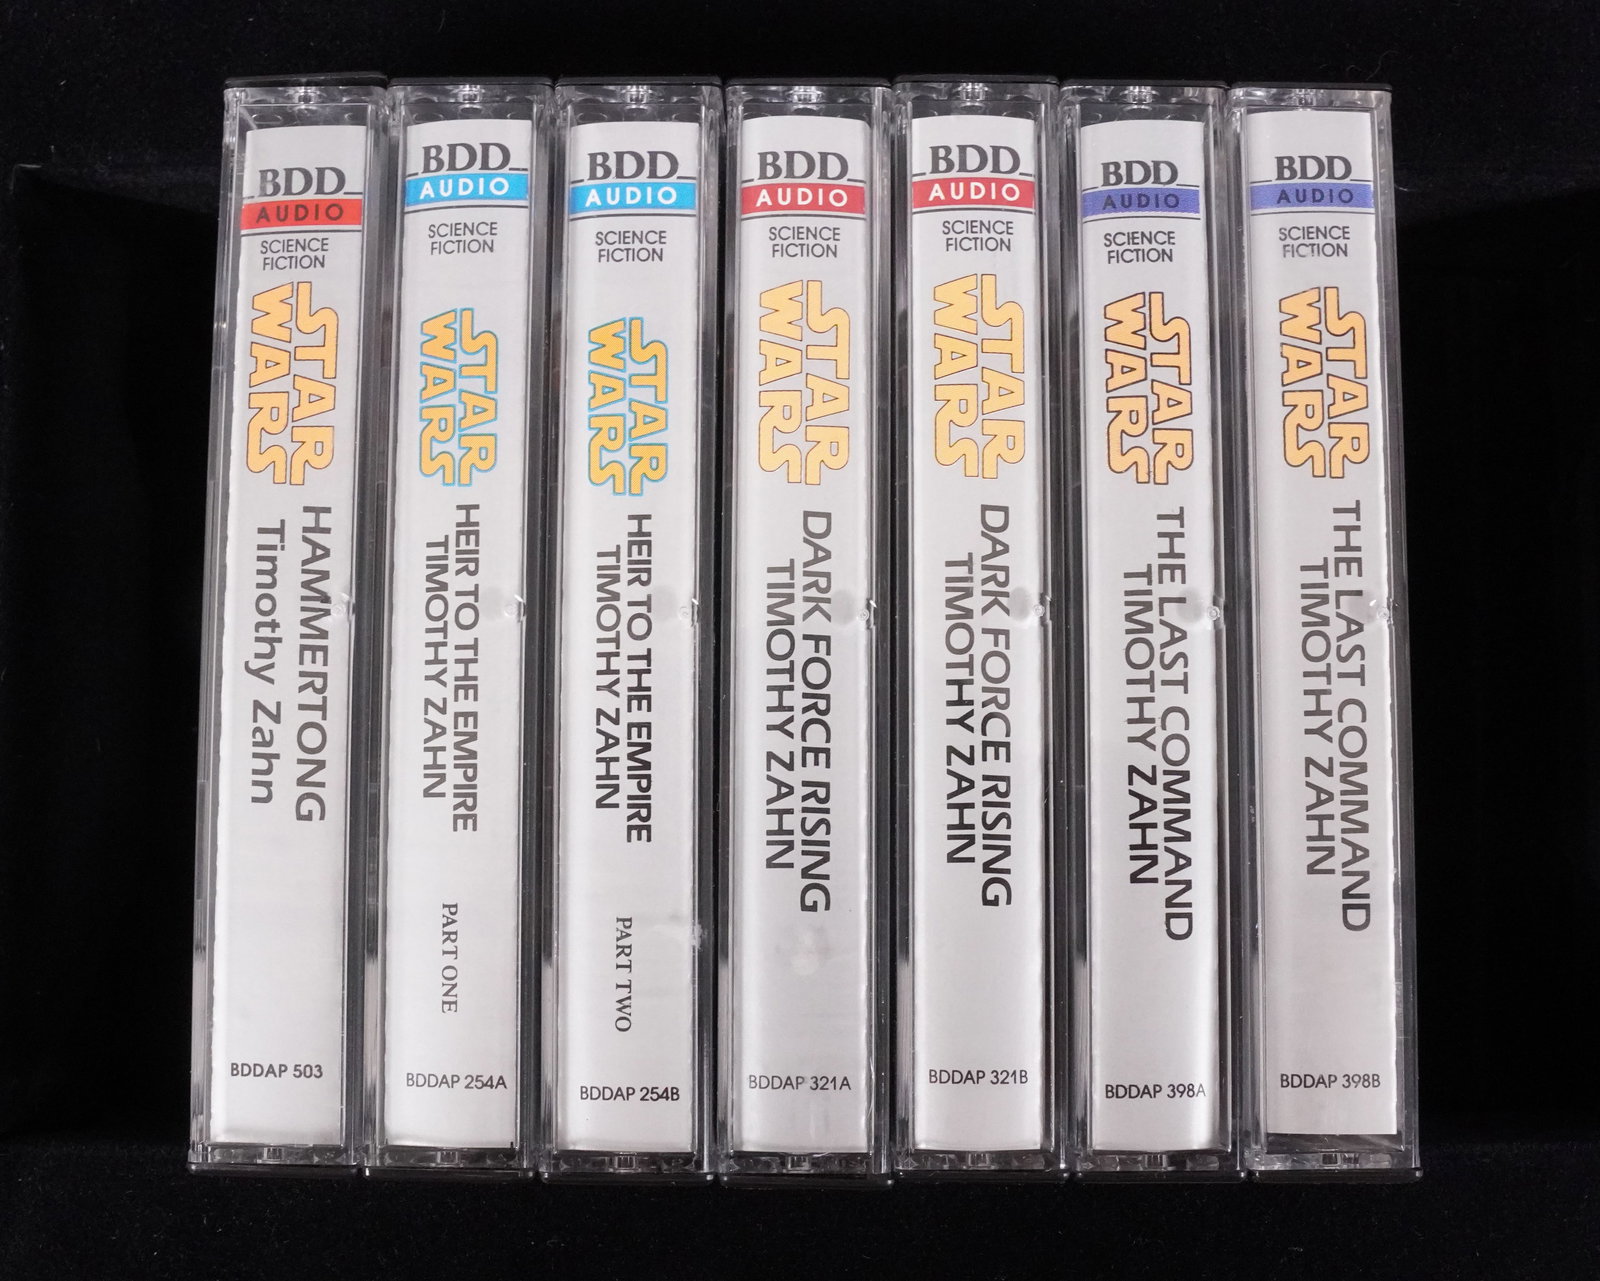 BDD
AUDIO
SCIENCE
FICTION
STAR
WARS
HAMMERTONG
Timothy Zahn
BDDAP 503
BDD
AUDIO
SCIENCE
FICTION
STAR
WARS
HEIR TO THE EMPIRE
TIMOTHY ZAHN
PART ONE
BDDAP 254A
BDD
AUDIO
SCIENCE
FICTION
STAR
WARS
HEIR TO THE EMPIRE
TIMOTHY ZAHN
PART TWO
BDDAP 254B
BDD
AUDIO
SCIENCE
FICTION
STAR
WARS
DARK FORCE RISING
TIMOTHY ZAHN
BDDAP 321A
BDD
AUDIO
SCIENCE
FICTION
STAR
WARS
DARK FORCE RISING
TIMOTHY ZAHN
BDDAP 321B
BDD
AUDIO
SCIENCE
FICTION
STAR
WARS
THE LAST COMMAND
TIMOTHY ZAHN
BDDAP 398A
BDD
AUDIO
SCIENCE
FICTION
STAR
WARS
THE LAST COMMAND
TIMOTHY ZAHN
BDDAP 398B